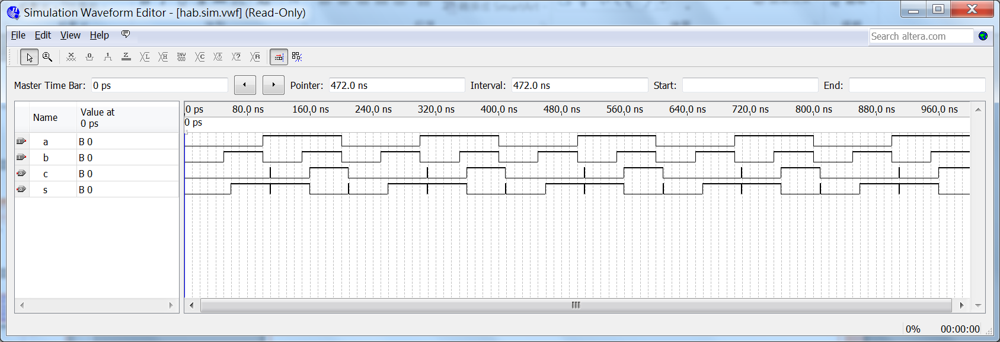 Simulation Waveform Editor - [hab.sim.vwf] (Read-Only)
File Edit View Help
Search altera.com
Master Time Bar: 0 ps Pointer: 472.0 ns Interval: 472.0 ns Start: End:
Name Value at 0 ps
0 ps 80.0 ns 160.0 ns 240.0 ns 320.0 ns 400.0 ns 480.0 ns 560.0 ns 640.0 ns 720.0 ns 800.0 ns 880.0 ns 960.0 ns
0 ps
a B 0
b B 0
c B 0
s B 0
0% 00:00:00